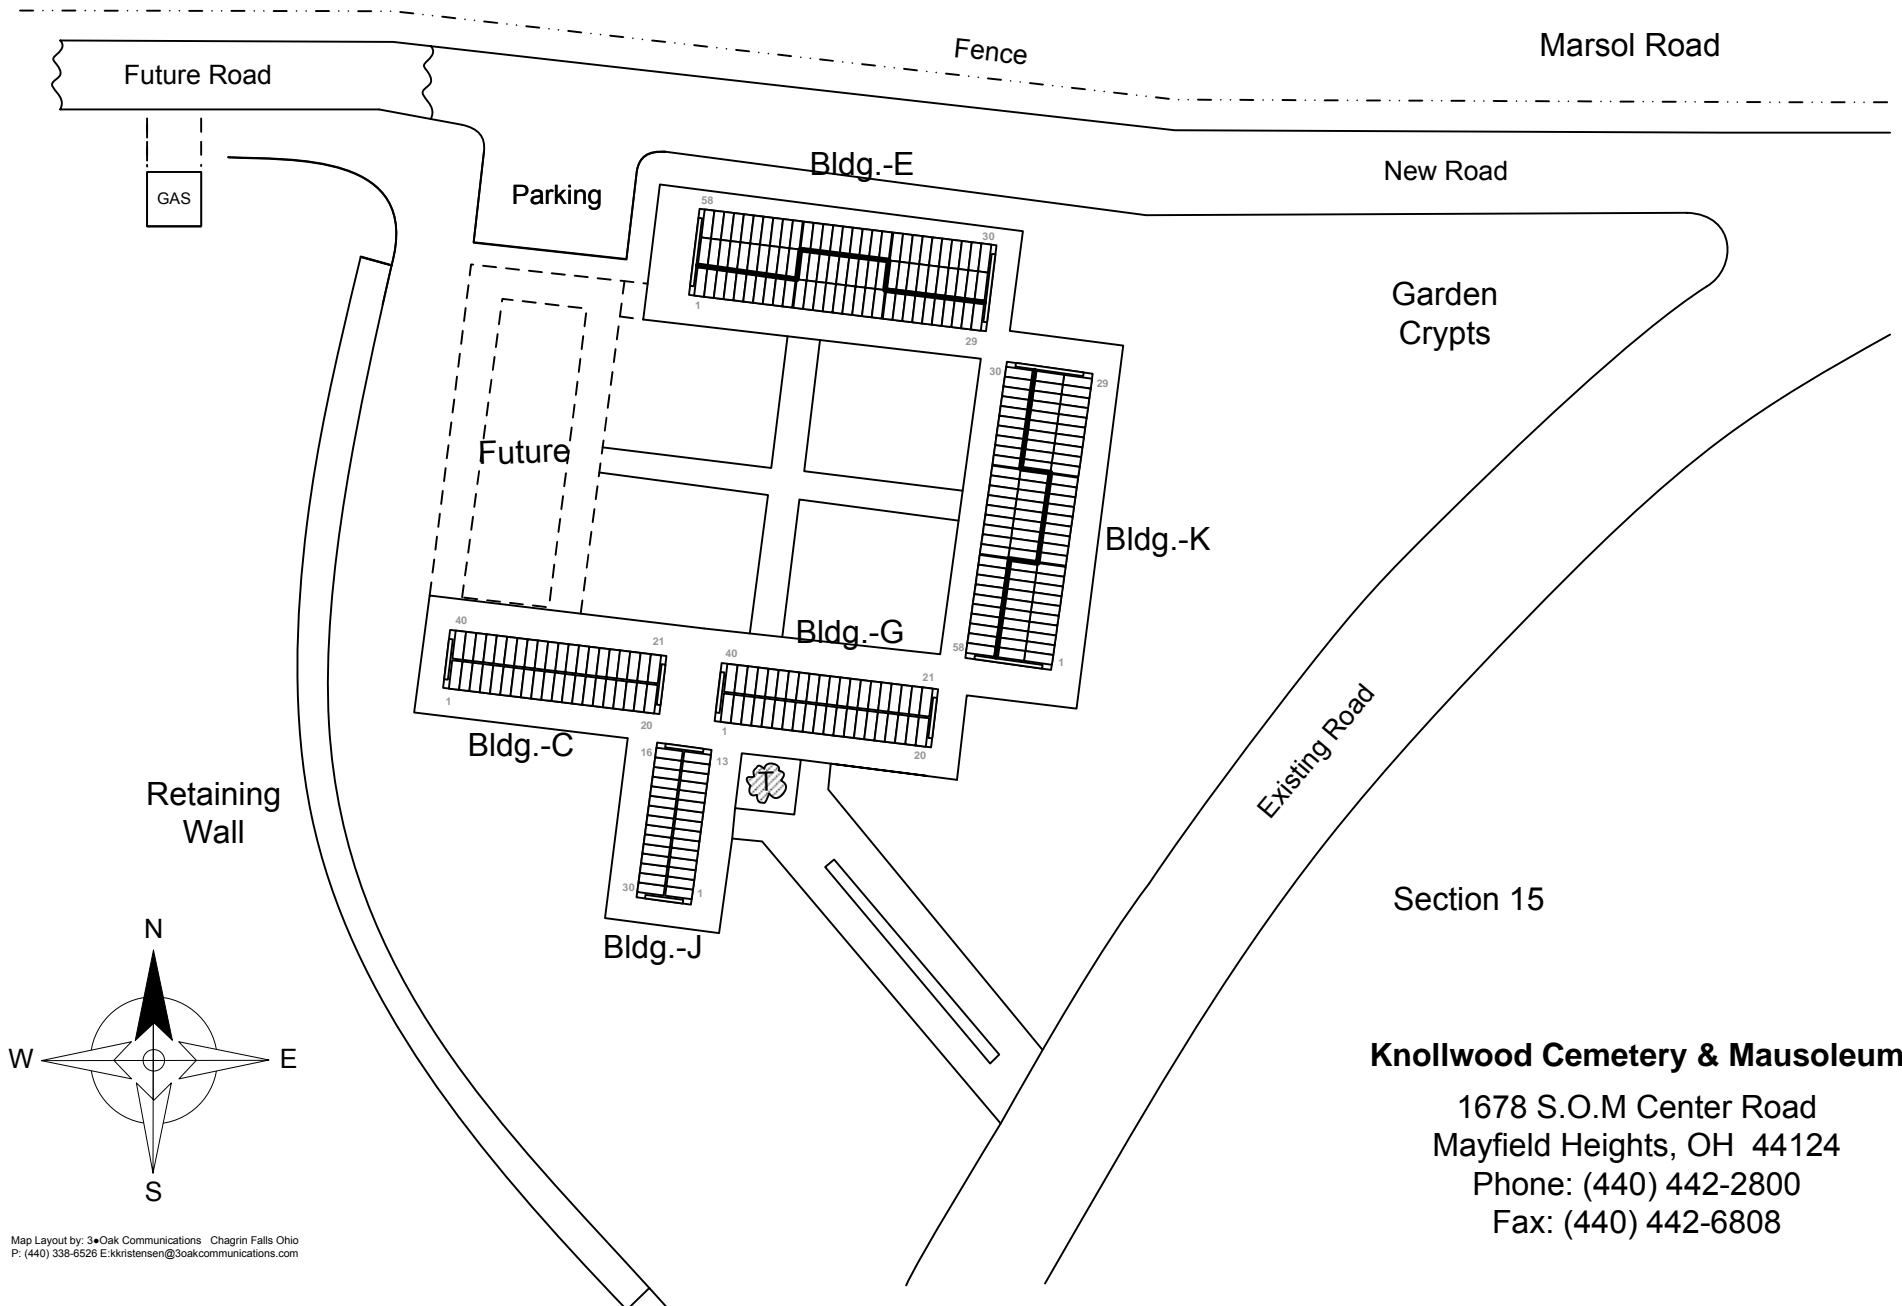 Fence
Marsol Road
Future Road
New Road
GAS
Parking
Bldg.-E
58
30
1
29
Garden
Crypts
30
29
Future
Bldg.-K
58
1
Bldg.-G
40
21
40
21
1
20
1
20
Bldg.-C
16
13
T
Existing Road
Retaining
Wall
30
1
Bldg.-J
Section 15
N
W
E
S
Knollwood Cemetery & Mausoleum
1678 S.O.M Center Road
Mayfield Heights, OH 44124
Phone: (440) 442-2800
Fax: (440) 442-6808
Map Layout by: 3●Oak Communications Chagrin Falls Ohio
P: (440) 338-6526 E:kkristensen@3oakcommunications.com